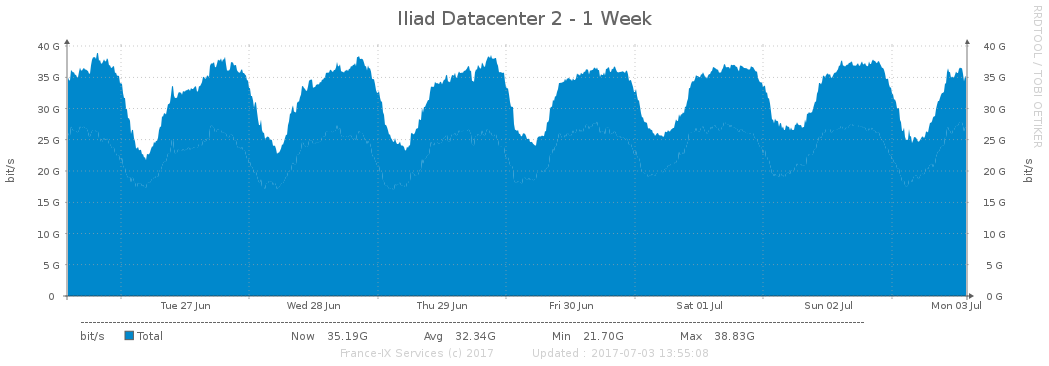 Iliad Datacenter 2 - 1 Week
RRDTOOL / TOBI OETIKER
40 G 40 G
35 G 35 G
30 G 30 G
25 G 25 G
20 G 20 G
15 G 15 G
10 G 10 G
5 G 5 G
0 0 G
bit/s bit/s
Tue 27 Jun Wed 28 Jun Thu 29 Jun Fri 30 Jun Sat 01 Jul Sun 02 Jul Mon 03 Jul
bit/s Total Now 35.19G Avg 32.34G Min 21.70G Max 38.83G
France-IX Services (c) 2017 Updated : 2017-07-03 13:55:08